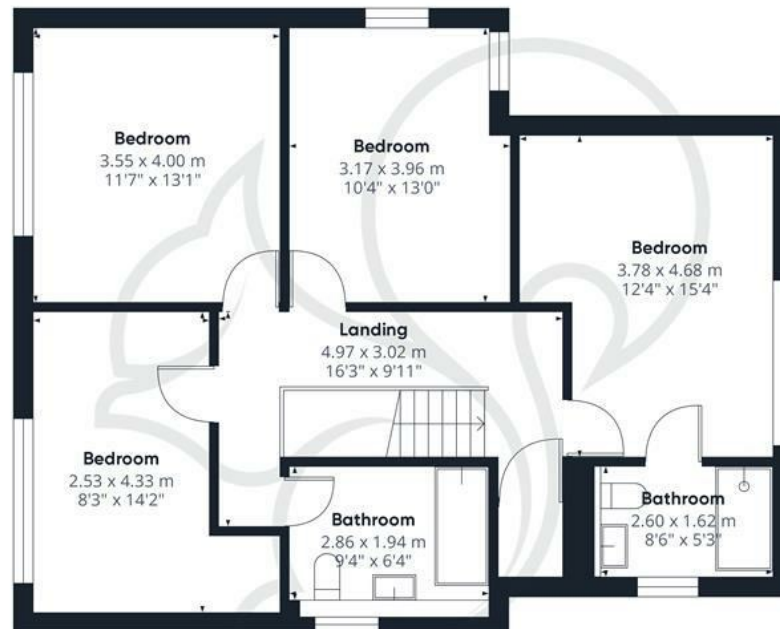 Bedroom
3.55 x 4.00 m
11'7" x 13'1"
Bedroom
3.17 x 3.96 m
10'4" x 13'0"
Bedroom
3.78 x 4.68 m
12'4" x 15'4"
Landing
4.97 x 3.02 m
16'3" x 9'11"
Bedroom
2.53 x 4.33 m
8'3" x 14'2"
Bathroom
2.86 x 1.94 m
9'4" x 6'4"
Bathroom
2.60 x 1.62 m
8'6" x 5'3"